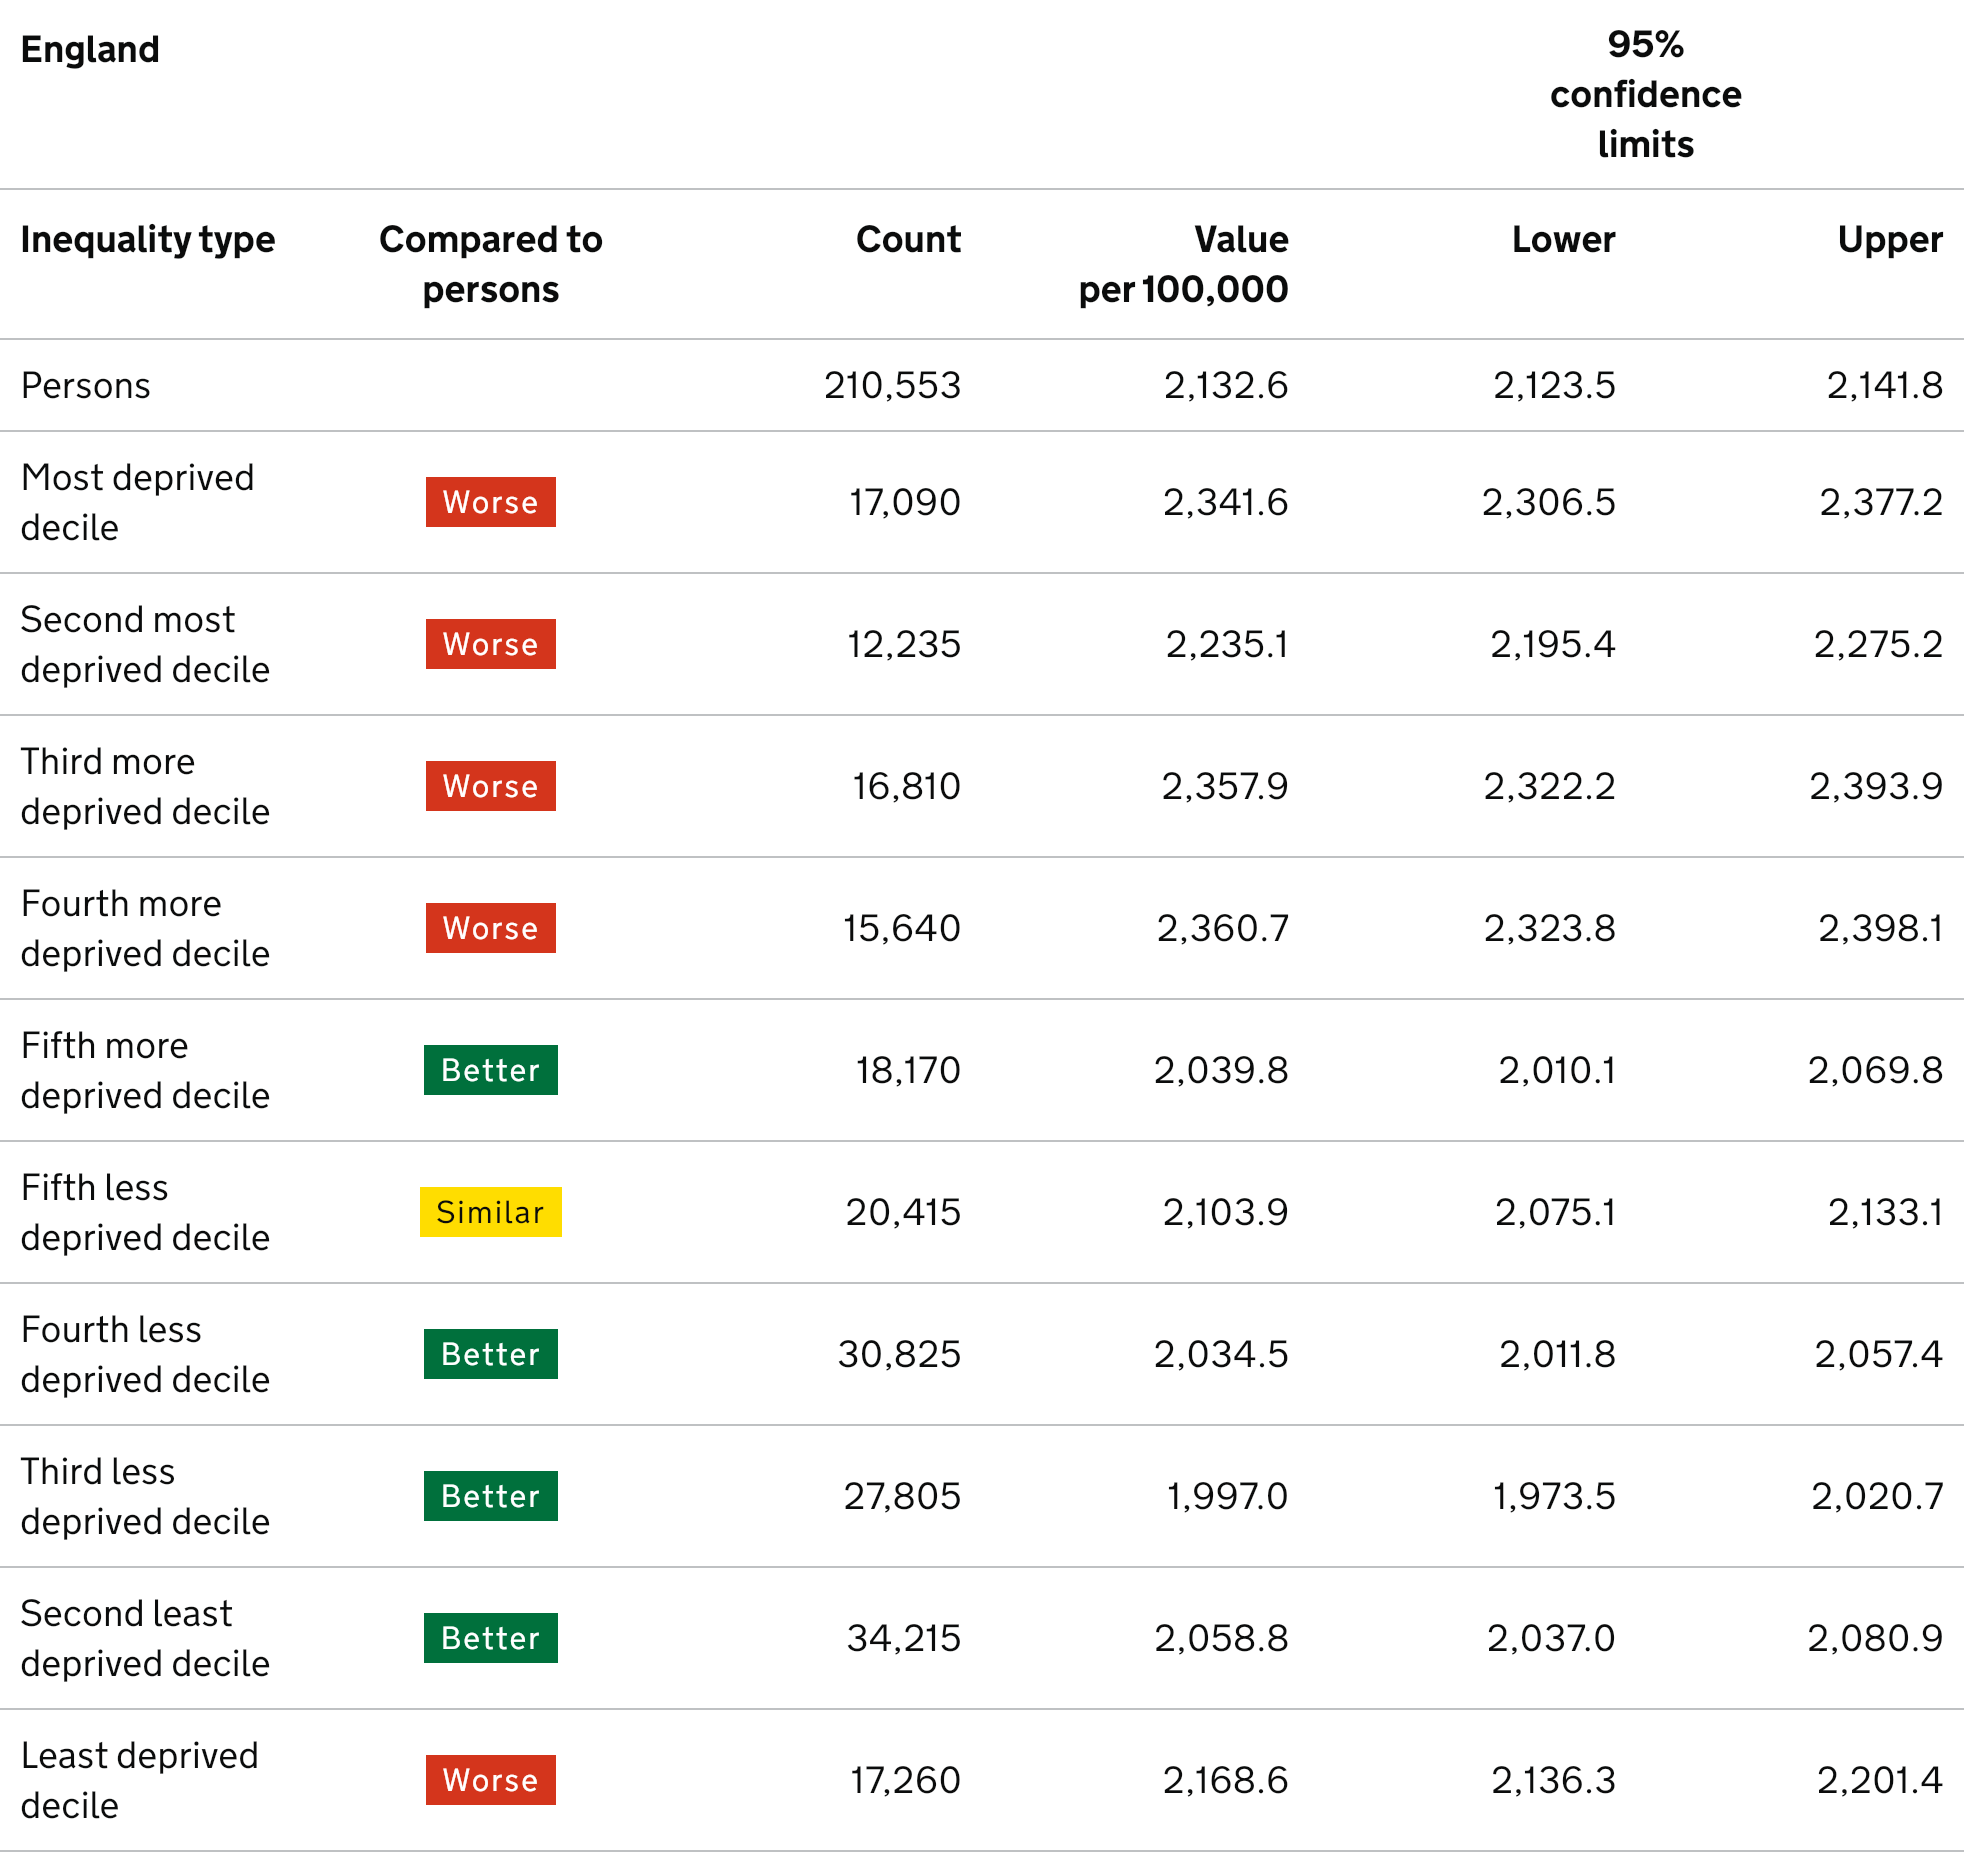 England
95%
confidence
limits
Inequality type Compared to Count Value Lower Upper
persons per 100,000
Persons 210,553 2,132.6 2,123.5 2,141.8
Most deprived
decile Worse 17,090 2,341.6 2,306.5 2,377.2
Second most
deprived decile Worse 12,235 2,235.1 2,195.4 2,275.2
Third more
deprived decile Worse 16,810 2,357.9 2,322.2 2,393.9
Fourth more
deprived decile Worse 15,640 2,360.7 2,323.8 2,398.1
Fifth more
deprived decile Better 18,170 2,039.8 2,010.1 2,069.8
Fifth less
deprived decile Similar 20,415 2,103.9 2,075.1 2,133.1
Fourth less
deprived decile Better 30,825 2,034.5 2,011.8 2,057.4
Third less
deprived decile Better 27,805 1,997.0 1,973.5 2,020.7
Second least
deprived decile Better 34,215 2,058.8 2,037.0 2,080.9
Least deprived
decile Worse 17,260 2,168.6 2,136.3 2,201.4